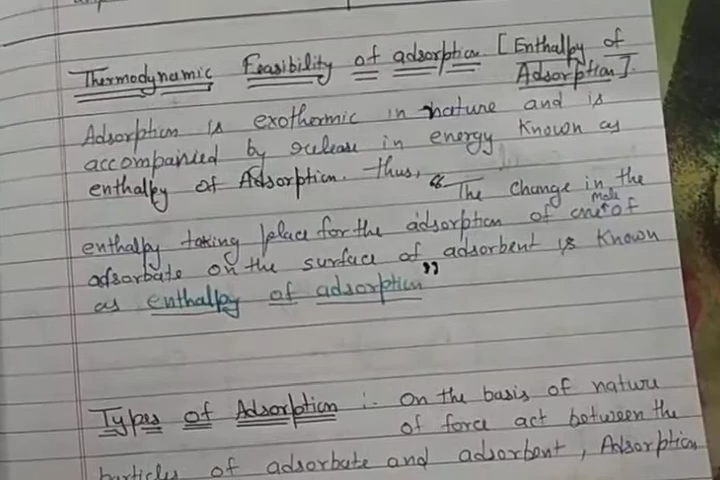 Thermodynamic Feasibility of adsorption [Enthalpy of
Adsorption].
Adsorption is exothermic in nature and is
accompanied by release in energy known as
enthalpy of Adsorption. Thus, "The change in the
enthalpy taking place for the adsorption of one mole of
adsorbate on the surface of adsorbent is known
as enthalpy of adsorption"
Types of Adsorption :- On the basis of nature
of force act between the
particles of adsorbate and adsorbent, Adsorption